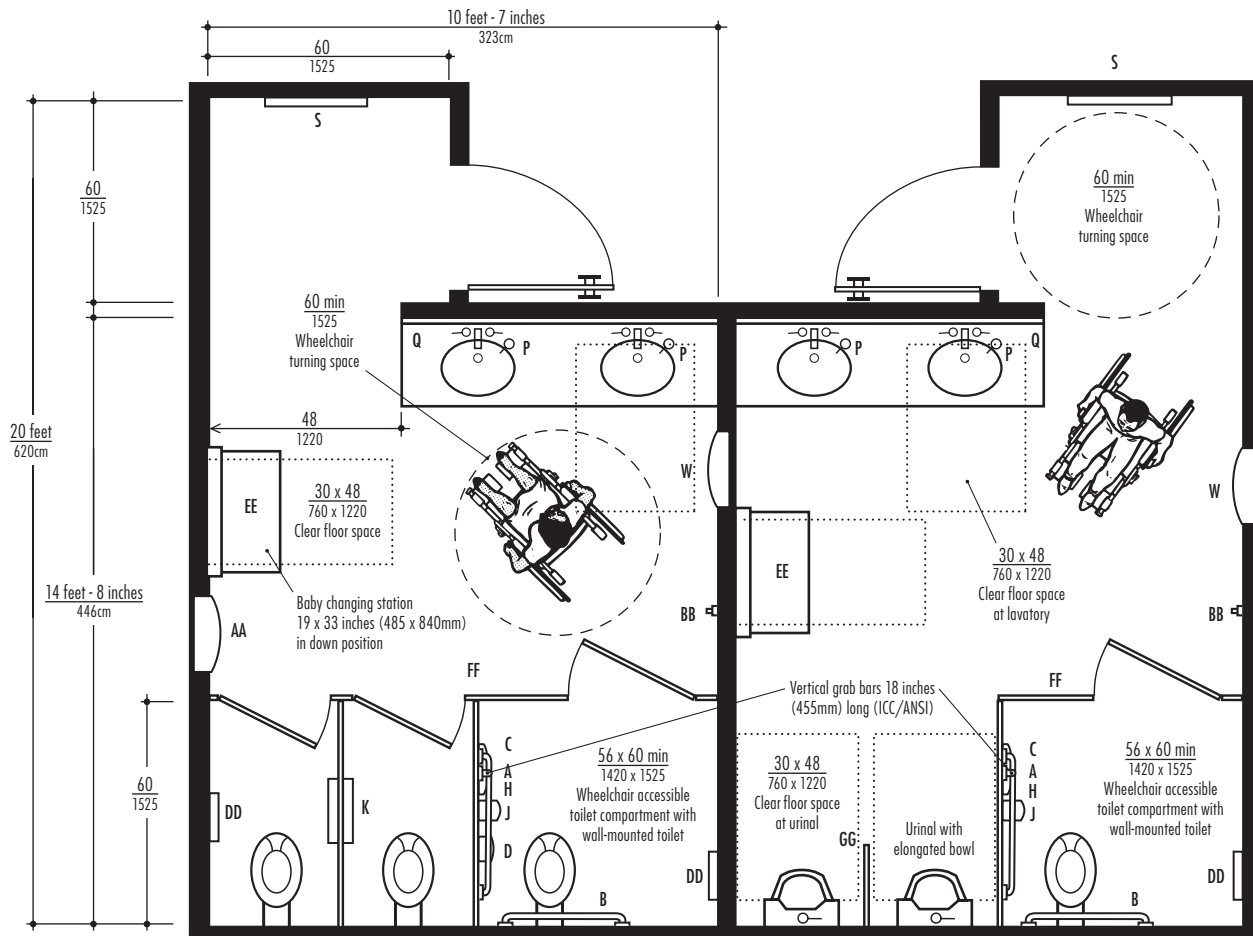 10 feet - 7 inches
323cm
60
1525
S
S
60
1525
60 min
1525
Wheelchair
turning space
60 min
1525
Wheelchair
turning space
Q
P
P
P
P
Q
48
1220
20 feet
620cm
W
W
EE
30 x 48
760 x 1220
Clear floor space
30 x 48
760 x 1220
Clear floor space
at lavatory
EE
14 feet - 8 inches
446cm
Baby changing station
19 x 33 inches (485 x 840mm)
in down position
AA
BB
BB
FF
FF
Vertical grab bars 18 inches
(455mm) long (ICC/ANSI)
C
A
H
J
D
56 x 60 min
1420 x 1525
Wheelchair accessible
toilet compartment with
wall-mounted toilet
30 x 48
760 x 1220
Clear floor space
at urinal
C
A
H
J
56 x 60 min
1420 x 1525
Wheelchair accessible
toilet compartment with
wall-mounted toilet
60
1525
DD
K
GG
Urinal with
elongated bowl
DD
DD
B
B